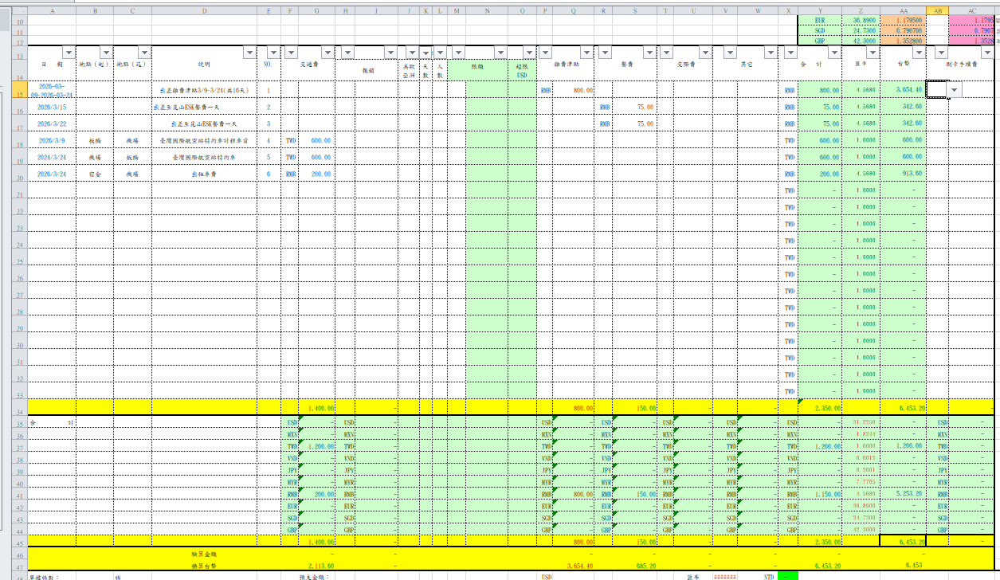 A B C D E F G H I J K L M N O P Q R S T U V W X Y Z AA AB AC
10 EUR 36.8900 1.179500 1.1795
11 SGD 24.7300 0.790700 0.7907
12 GBP 42.3000 1.352800 1.3528
13
14 日 期 地點(起) 地點(迄) 說明 NO. 交通費 報銷 美歐亞洲 天數 人數 限額 超限 USD 雜費津貼 餐費 交際費 其它 合 計 匯率 台幣 刷卡手續費
15 2026-03-09-2026-03-24 出差雜費津貼3/9-3/24(共16天) 1 RMB 800.00 RMB 800.00 4.5680 3,654.40
16 2026/3/15 出差至昆山ESK餐費一天 2 RMB 75.00 RMB 75.00 4.5680 342.60
17 2026/3/22 出差至昆山ESK餐費一天 3 RMB 75.00 RMB 75.00 4.5680 342.60
18 2026/3/9 板橋 機場 臺灣國際航空站特約車計程車資 4 TWD 600.00 RMB 600.00 1.0000 600.00
19 2024/3/24 機場 板橋 臺灣國際航空站特約車 5 TWD 600.00 RMB 600.00 1.0000 600.00
20 2026/3/24 宿舍 機場 出租車費 6 RMB 200.00 RMB 200.00 4.5680 913.60
21 TWD - 1.0000 -
22 TWD - 1.0000 -
23 TWD - 1.0000 -
24 TWD - 1.0000 -
25 TWD - 1.0000 -
26 TWD - 1.0000 -
27 TWD - 1.0000 -
28 TWD - 1.0000 -
29 TWD - 1.0000 -
30 TWD - 1.0000 -
31 TWD - 1.0000 -
32 TWD - 1.0000 -
33 TWD - 1.0000 -
34 1,400.00 - 800.00 150.00 - - 2,350.00 6,453.20 -
35 合 計 USD - USD - USD - USD - USD - USD - USD - 31.2250 - USD -
36 MXN - MXN - MXN - MXN - MXN - MXN - MXN - 1.8244 - MXN -
37 TWD 1,200.00 TWD - TWD - TWD - TWD - TWD - TWD 1,200.00 1.0000 1,200.00 TWD -
38 VND - VND - VND - VND - VND - VND - VND - 0.0012 - VND -
39 JPY - JPY - JPY - JPY - JPY - JPY - JPY - 0.2001 - JPY -
40 MYR - MYR - MYR - MYR - MYR - MYR - MYR - 7.7705 - MYR -
41 RMB 200.00 RMB - RMB 800.00 RMB 150.00 RMB - RMB - RMB 1,150.00 4.5680 5,253.20 RMB -
42 EUR - EUR - EUR - EUR - EUR - EUR - EUR - 36.8900 - EUR -
43 SGD - SGD - SGD - SGD - SGD - SGD - SGD - 24.7300 - SGD -
44 GBP - GBP - GBP - GBP - GBP - GBP - GBP - 42.3000 - GBP -
45 1,400.00 - 800.00 150.00 - - 2,350.00 6,453.20 -
46 換算金額 - - - - - - - - -
47 換算台幣 2,113.60 - 3,654.40 685.20 - - 6,453.20 6,453 -
48 單據張數： 張 預支金額： USD 匯率 ####### NTD -